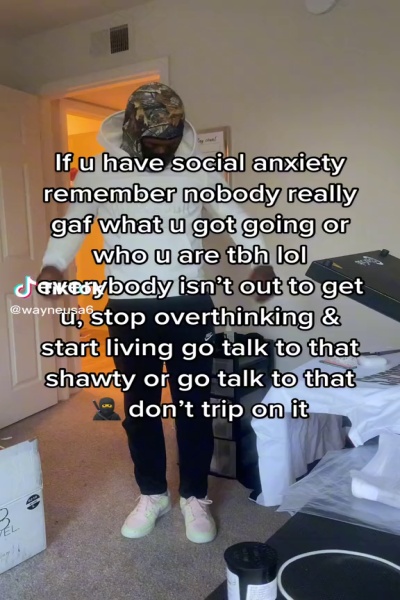 If u have social anxiety
remember nobody really
gaf what u got going or
who u are tbh lol
everybody isn't out to get
u, stop overthinking &
start living go talk to that
shawty or go talk to that
🥷 don't trip on it
TikTok
@wayneusa6